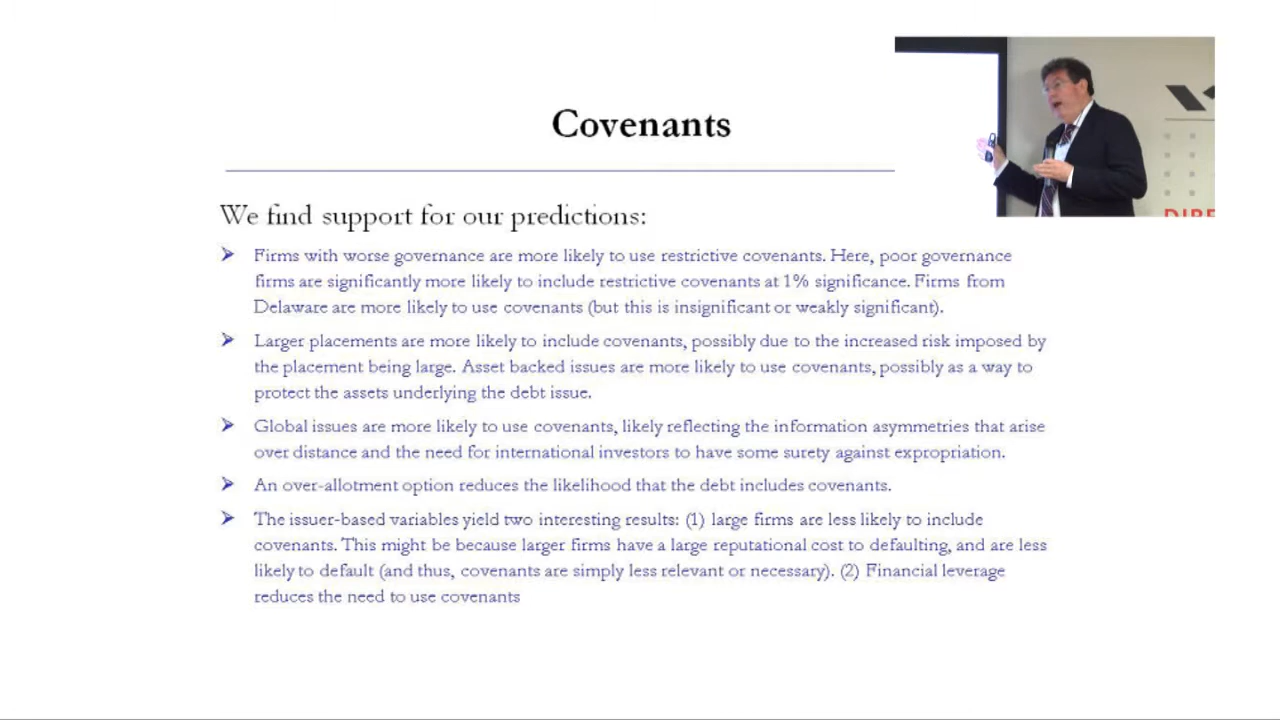 Covenants
We find support for our predictions:
Firms with worse governance are more likely to use restrictive covenants. Here, poor governance
firms are significantly more likely to include restrictive covenants at 1% significance. Firms from
Delaware are more likely to use covenants (but this is insignificant or weakly significant).
Larger placements are more likely to include covenants, possibly due to the increased risk imposed by
the placement being large. Asset backed issues are more likely to use covenants, possibly as a way to
protect the assets underlying the debt issue.
Global issues are more likely to use covenants, likely reflecting the information asymmetries that arise
over distance and the need for international investors to have some surety against expropriation.
An over-allotment option reduces the likelihood that the debt includes covenants.
The issuer-based variables yield two interesting results: (1) large firms are less likely to include
covenants. This might be because larger firms have a large reputational cost to defaulting, and are less
likely to default (and thus, covenants are simply less relevant or necessary). (2) Financial leverage
reduces the need to use covenants